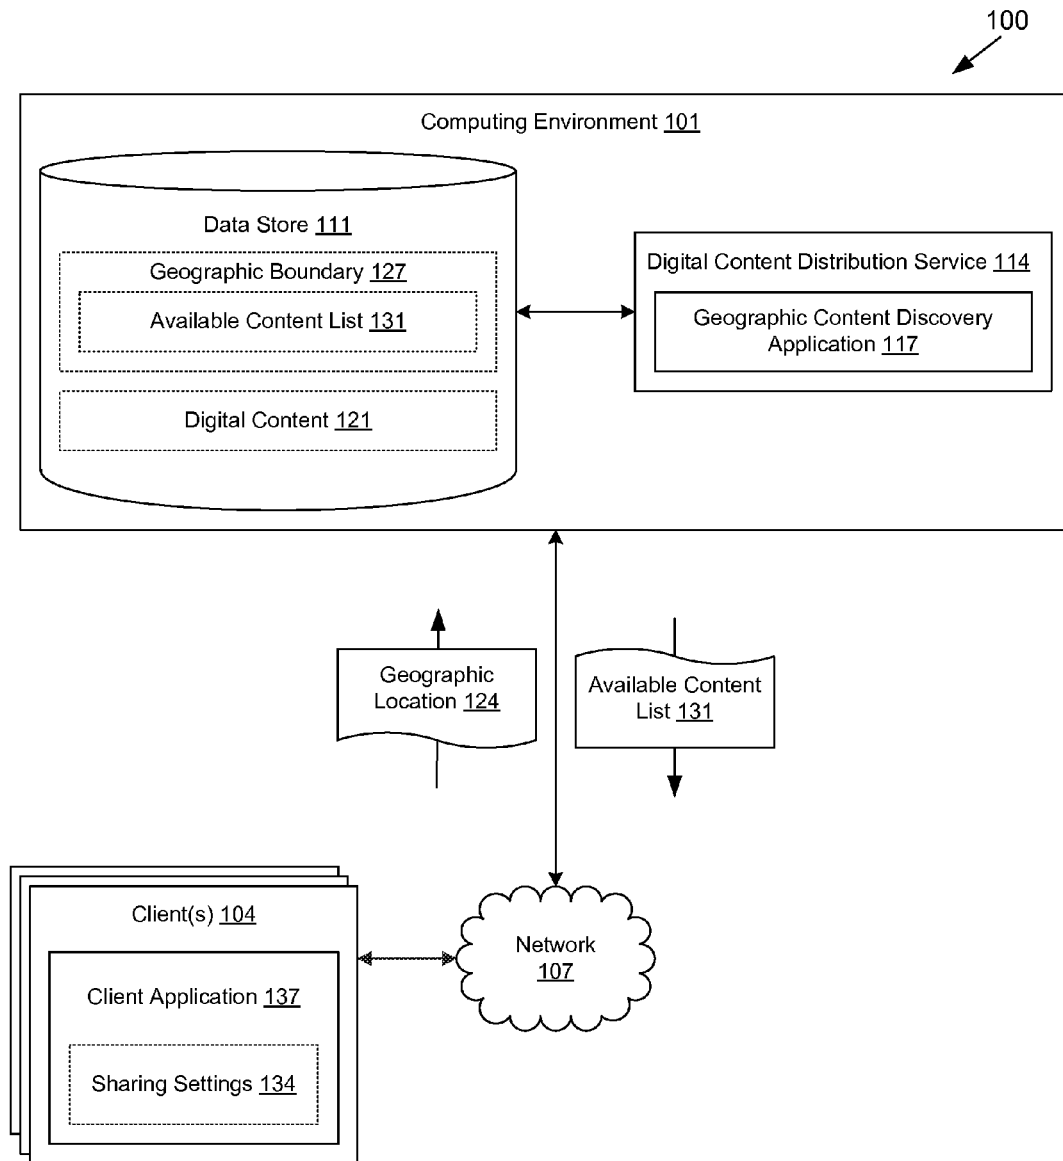 100
Computing Environment 101
Data Store 111
Geographic Boundary 127
Available Content List 131
Digital Content 121
Digital Content Distribution Service 114
Geographic Content Discovery
Application 117
Geographic
Location 124
Available Content
List 131
Client(s) 104
Client Application 137
Sharing Settings 134
Network
107